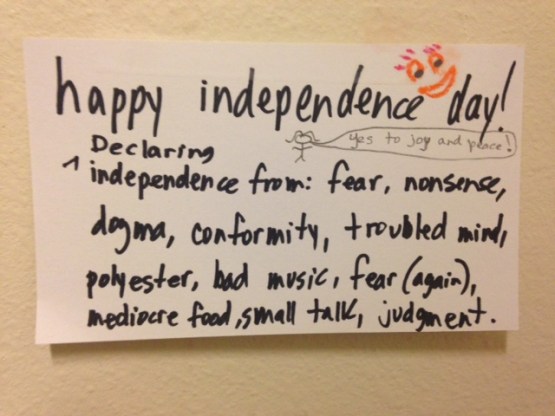 happy independence day!
yes to joy and peace!
Declaring
^ independence from: fear, nonsense,
dogma, conformity, troubled mind,
polyester, bad music, fear (again),
mediocre food, small talk, judgment.